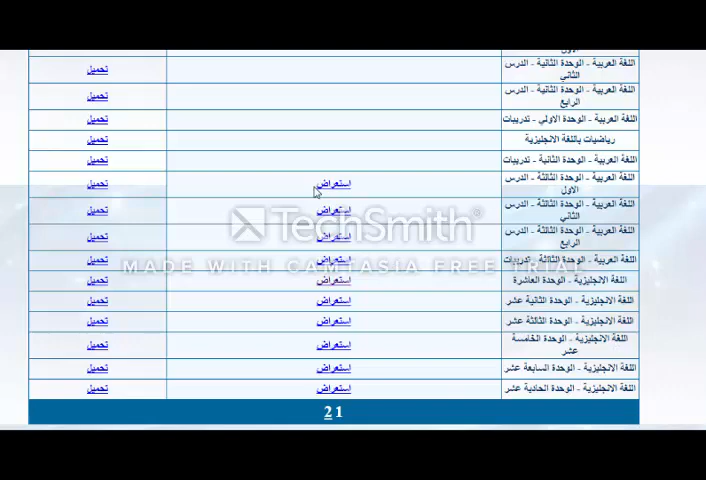 الاول
اللغة العربية - الوحدة الثانية - الدرس
الثاني
تحميل
اللغة العربية - الوحدة الثانية - الدرس
الرابع
تحميل
اللغة العربية - الوحدة الاولي - تدريبات
تحميل
رياضيات باللغة الانجليزية
تحميل
اللغة العربية - الوحدة الثانية - تدريبات
تحميل
اللغة العربية - الوحدة الثالثة - الدرس
الاول
استعراض
تحميل
اللغة العربية - الوحدة الثالثة - الدرس
الثاني
استعراض
تحميل
اللغة العربية - الوحدة الثالثة - الدرس
الرابع
استعراض
تحميل
اللغة العربية - الوحدة الثالثة - تدريبات
استعراض
تحميل
اللغة الانجليزية - الوحدة العاشرة
استعراض
تحميل
اللغة الانجليزية - الوحدة الثانية عشر
استعراض
تحميل
اللغة الانجليزية - الوحدة الثالثة عشر
استعراض
تحميل
اللغة الانجليزية - الوحدة الخامسة
عشر
استعراض
تحميل
اللغة الانجليزية - الوحدة السابعة عشر
استعراض
تحميل
اللغة الانجليزية - الوحدة الحادية عشر
استعراض
تحميل
21
TechSmith®
MADE WITH CAMTASIA FREE TRIAL